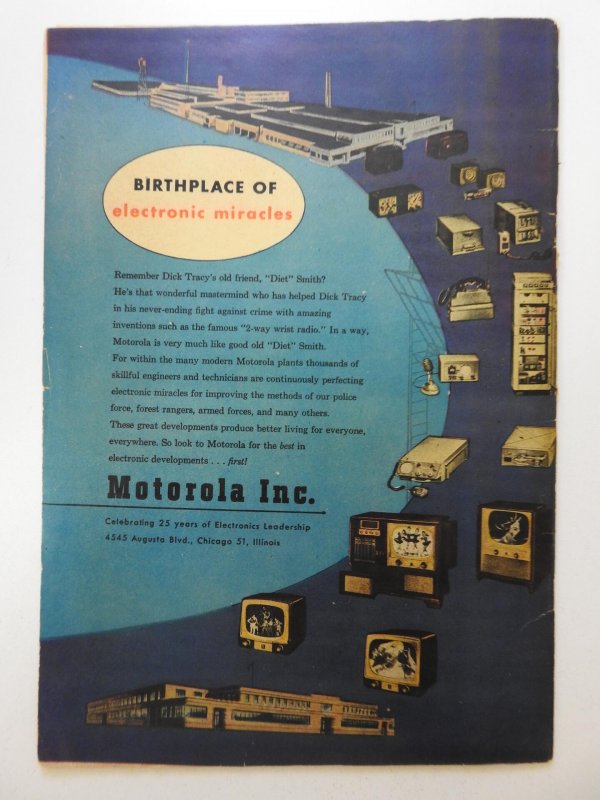 BIRTHPLACE OF
electronic miracles
Remember Dick Tracy's old friend, "Diet" Smith?
He's that wonderful mastermind who has helped Dick Tracy
in his never-ending fight against crime with amazing
inventions such as the famous "2-way wrist radio." In a way,
Motorola is very much like good old "Diet" Smith.
For within the many modern Motorola plants thousands of
skillful engineers and technicians are continuously perfecting
electronic miracles for improving the methods of our police
force, forest rangers, armed forces, and many others.
These great developments produce better living for everyone,
everywhere. So look to Motorola for the best in
electronic developments . . . first!
Motorola Inc.
Celebrating 25 years of Electronics Leadership
4545 Augusta Blvd., Chicago 51, Illinois